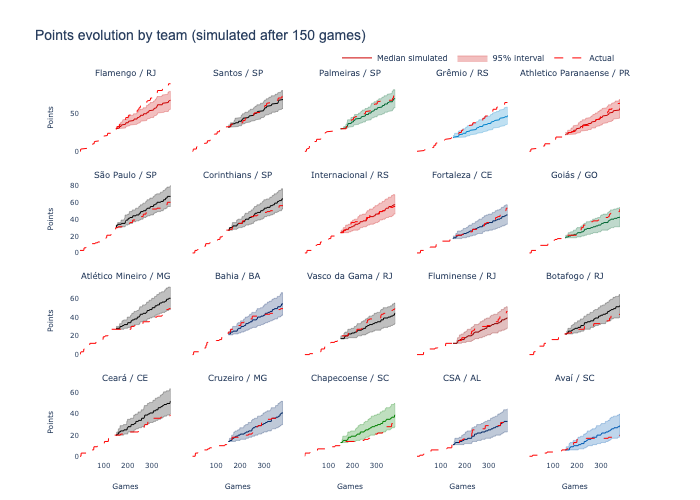 Points evolution by team (simulated after 150 games)
Median simulated 95% interval Actual
Flamengo / RJ Santos / SP Palmeiras / SP Grêmio / RS Athletico Paranaense / PR
Points
50
0
São Paulo / SP Corinthians / SP Internacional / RS Fortaleza / CE Goiás / GO
Points
80
60
40
20
0
Atlético Mineiro / MG Bahia / BA Vasco da Gama / RJ Fluminense / RJ Botafogo / RJ
Points
60
40
20
0
Ceará / CE Cruzeiro / MG Chapecoense / SC CSA / AL Avaí / SC
Points
60
40
20
0
100 200 300 100 200 300 100 200 300 100 200 300 100 200 300
Games Games Games Games Games